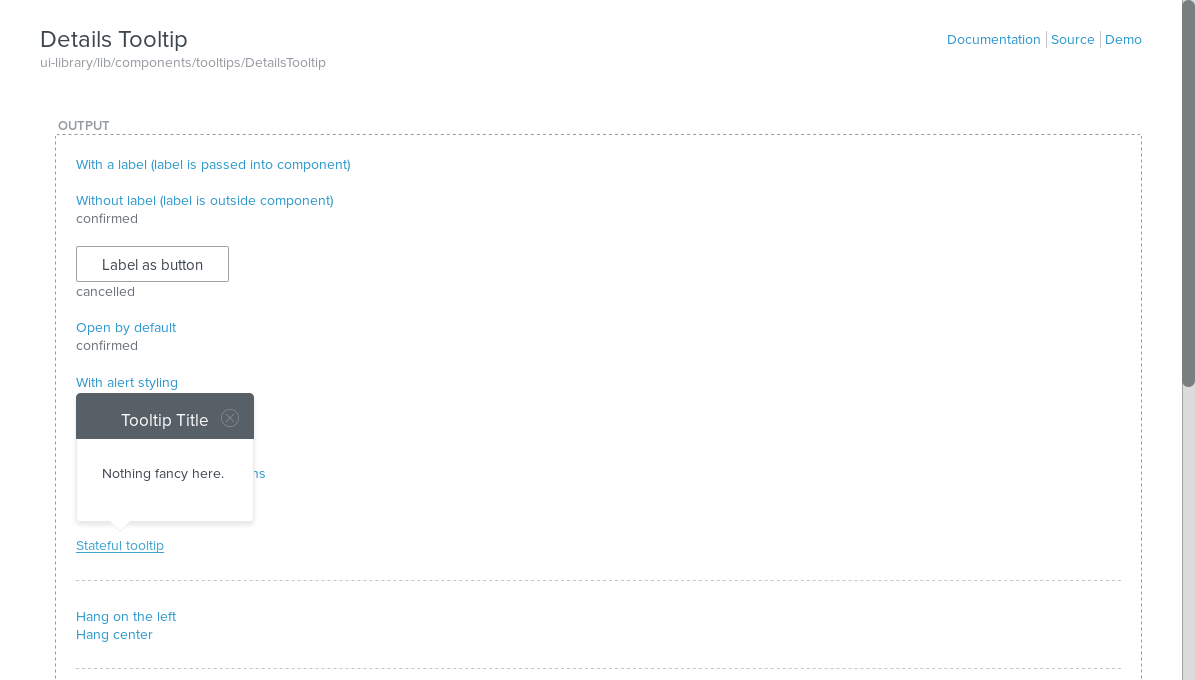 Details Tooltip
Documentation Source Demo
ui-library/lib/components/tooltips/DetailsTooltip
OUTPUT
With a label (label is passed into component)
Without label (label is outside component)
confirmed
Label as button
cancelled
Open by default
confirmed
With alert styling
Tooltip Title
Nothing fancy here.
Stateful tooltip
Hang on the left
Hang center